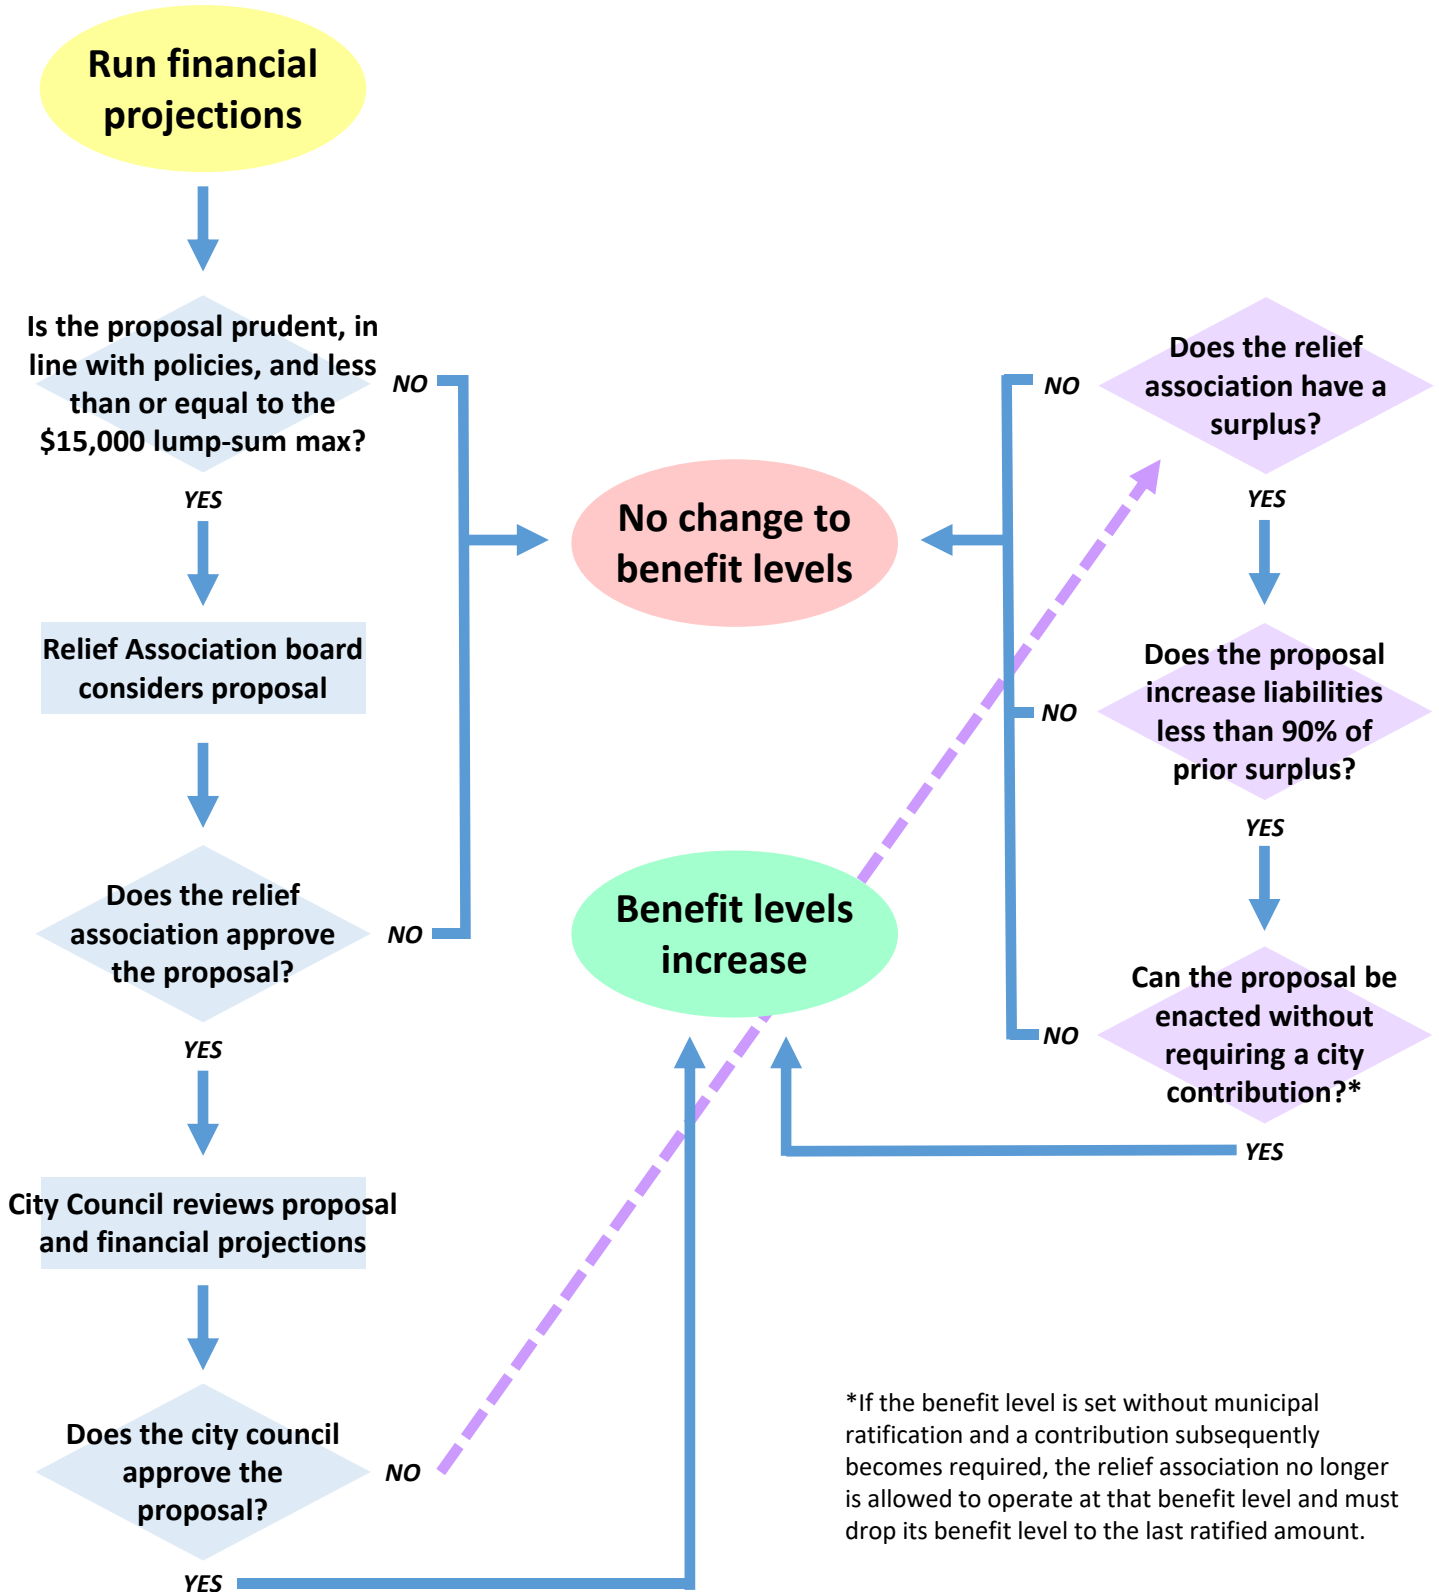 Run financial
projections
Is the proposal prudent, in
line with policies, and less
than or equal to the
$15,000 lump-sum max?
NO
YES
Relief Association board
considers proposal
Does the relief
association approve
the proposal?
NO
YES
City Council reviews proposal
and financial projections
Does the city council
approve the
proposal?
NO
YES
No change to
benefit levels
Benefit levels
increase
Does the relief
association have a
surplus?
NO
YES
Does the proposal
increase liabilities
less than 90% of
prior surplus?
NO
YES
Can the proposal be
enacted without
requiring a city
contribution?*
NO
YES
*If the benefit level is set without municipal
ratification and a contribution subsequently
becomes required, the relief association no longer
is allowed to operate at that benefit level and must
drop its benefit level to the last ratified amount.